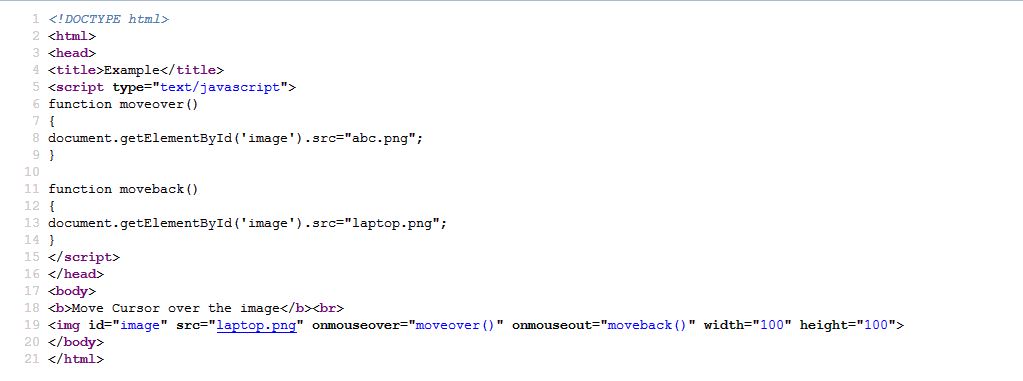 1 <!DOCTYPE html>
2 <html>
3 <head>
4 <title>Example</title>
5 <script type="text/javascript">
6 function moveover()
7 {
8 document.getElementById('image').src="abc.png";
9 }
10
11 function moveback()
12 {
13 document.getElementById('image').src="laptop.png";
14 }
15 </script>
16 </head>
17 <body>
18 <b>Move Cursor over the image</b><br>
19 <img id="image" src="laptop.png" onmouseover="moveover()" onmouseout="moveback()" width="100" height="100">
20 </body>
21 </html>